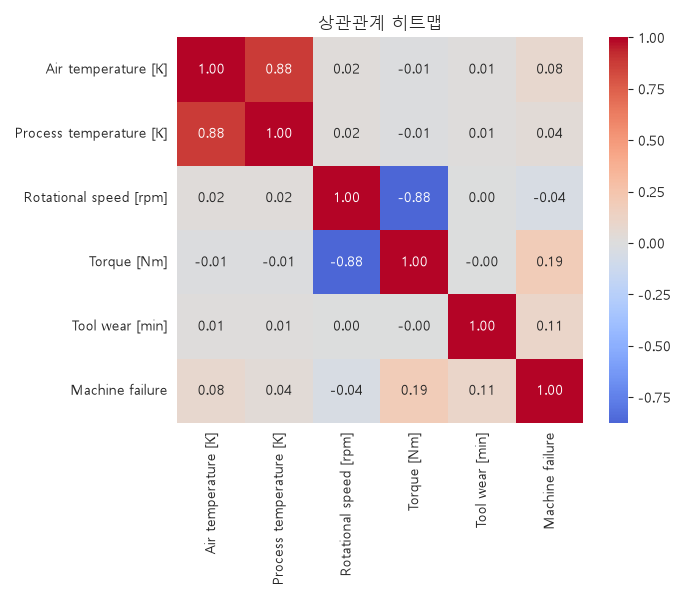 상관관계 히트맵
Air temperature [K] 1.00 0.88 0.02 -0.01 0.01 0.08
Process temperature [K] 0.88 1.00 0.02 -0.01 0.01 0.04
Rotational speed [rpm] 0.02 0.02 1.00 -0.88 0.00 -0.04
Torque [Nm] -0.01 -0.01 -0.88 1.00 -0.00 0.19
Tool wear [min] 0.01 0.01 0.00 -0.00 1.00 0.11
Machine failure 0.08 0.04 -0.04 0.19 0.11 1.00
Air temperature [K]
Process temperature [K]
Rotational speed [rpm]
Torque [Nm]
Tool wear [min]
Machine failure
1.00
0.75
0.50
0.25
0.00
-0.25
-0.50
-0.75